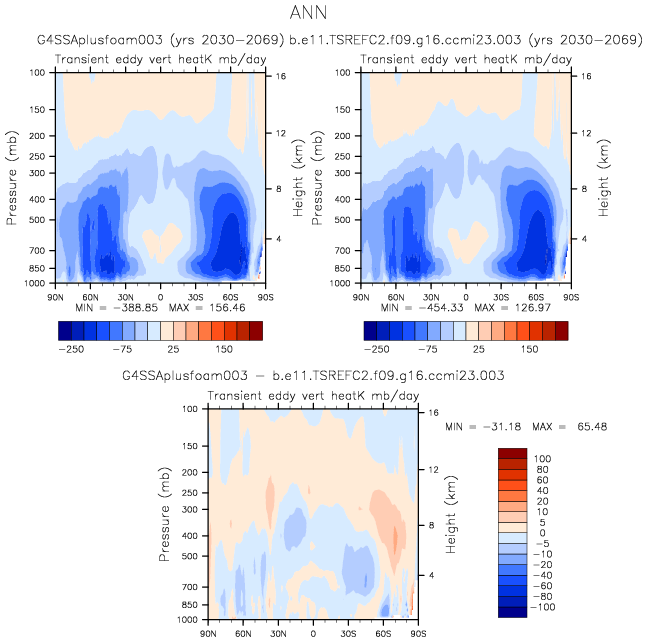 ANN
G4SSAplusfoam003 (yrs 2030-2069) b.e11.TSREFC2.f09.g16.ccmi23.003 (yrs 2030-2069)
Transient eddy vert heatK mb/day Transient eddy vert heatK mb/day
100 16 100 16
150 150
200 12 200 12
250 250
300 300
8 8
400 400
500 500
4 4
700 700
850 850
1000 1000
Pressure (mb) Height (km) Pressure (mb) Height (km)
90N 60N 30N 0 30S 60S 90S 90N 60N 30N 0 30S 60S 90S
MIN = -388.85 MAX = 156.46 MIN = -454.33 MAX = 126.97
-250 -75 25 150 -250 -75 25 150
G4SSAplusfoam003 - b.e11.TSREFC2.f09.g16.ccmi23.003
Transient eddy vert heatK mb/day
MIN = -31.18 MAX = 65.48
100 16
150
200 12
250
300
8
400
500
4
700
850
1000
Pressure (mb) Height (km)
90N 60N 30N 0 30S 60S 90S
100
80
60
40
20
10
5
0
-5
-10
-20
-40
-60
-80
-100